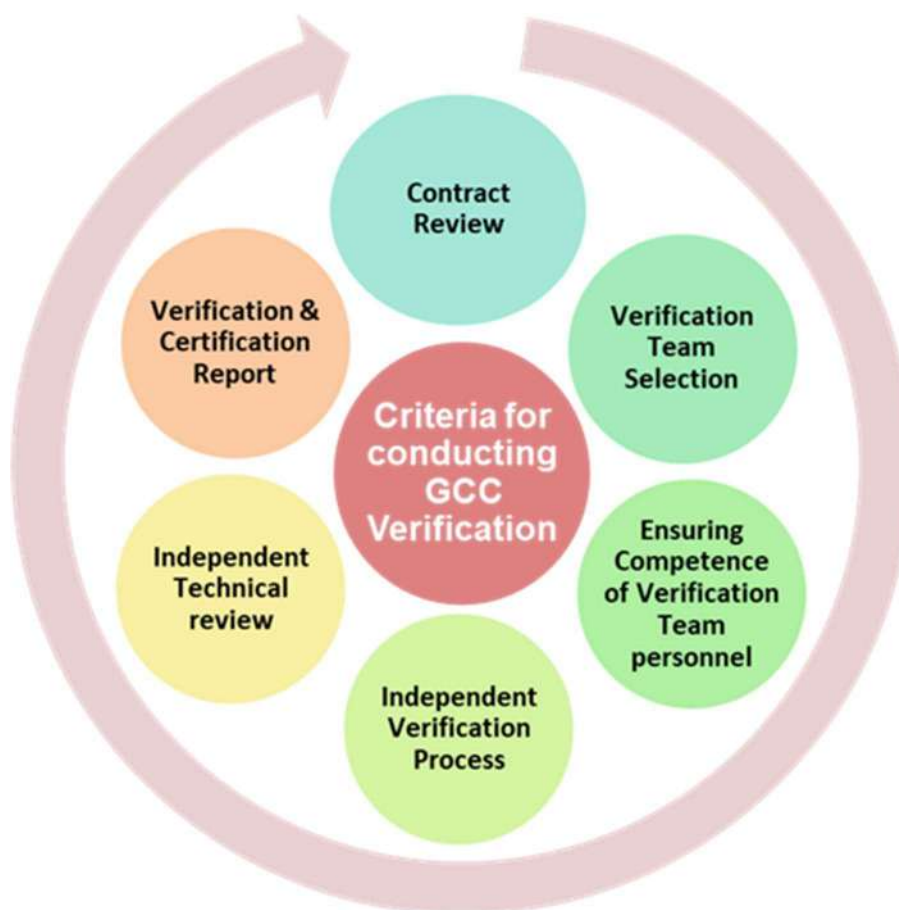 Contract
Review
Verification
Team
Selection
Ensuring
Competence
of Verification
Team
personnel
Independent
Verification
Process
Independent
Technical
review
Verification &
Certification
Report
Criteria for
conducting
GCC
Verification